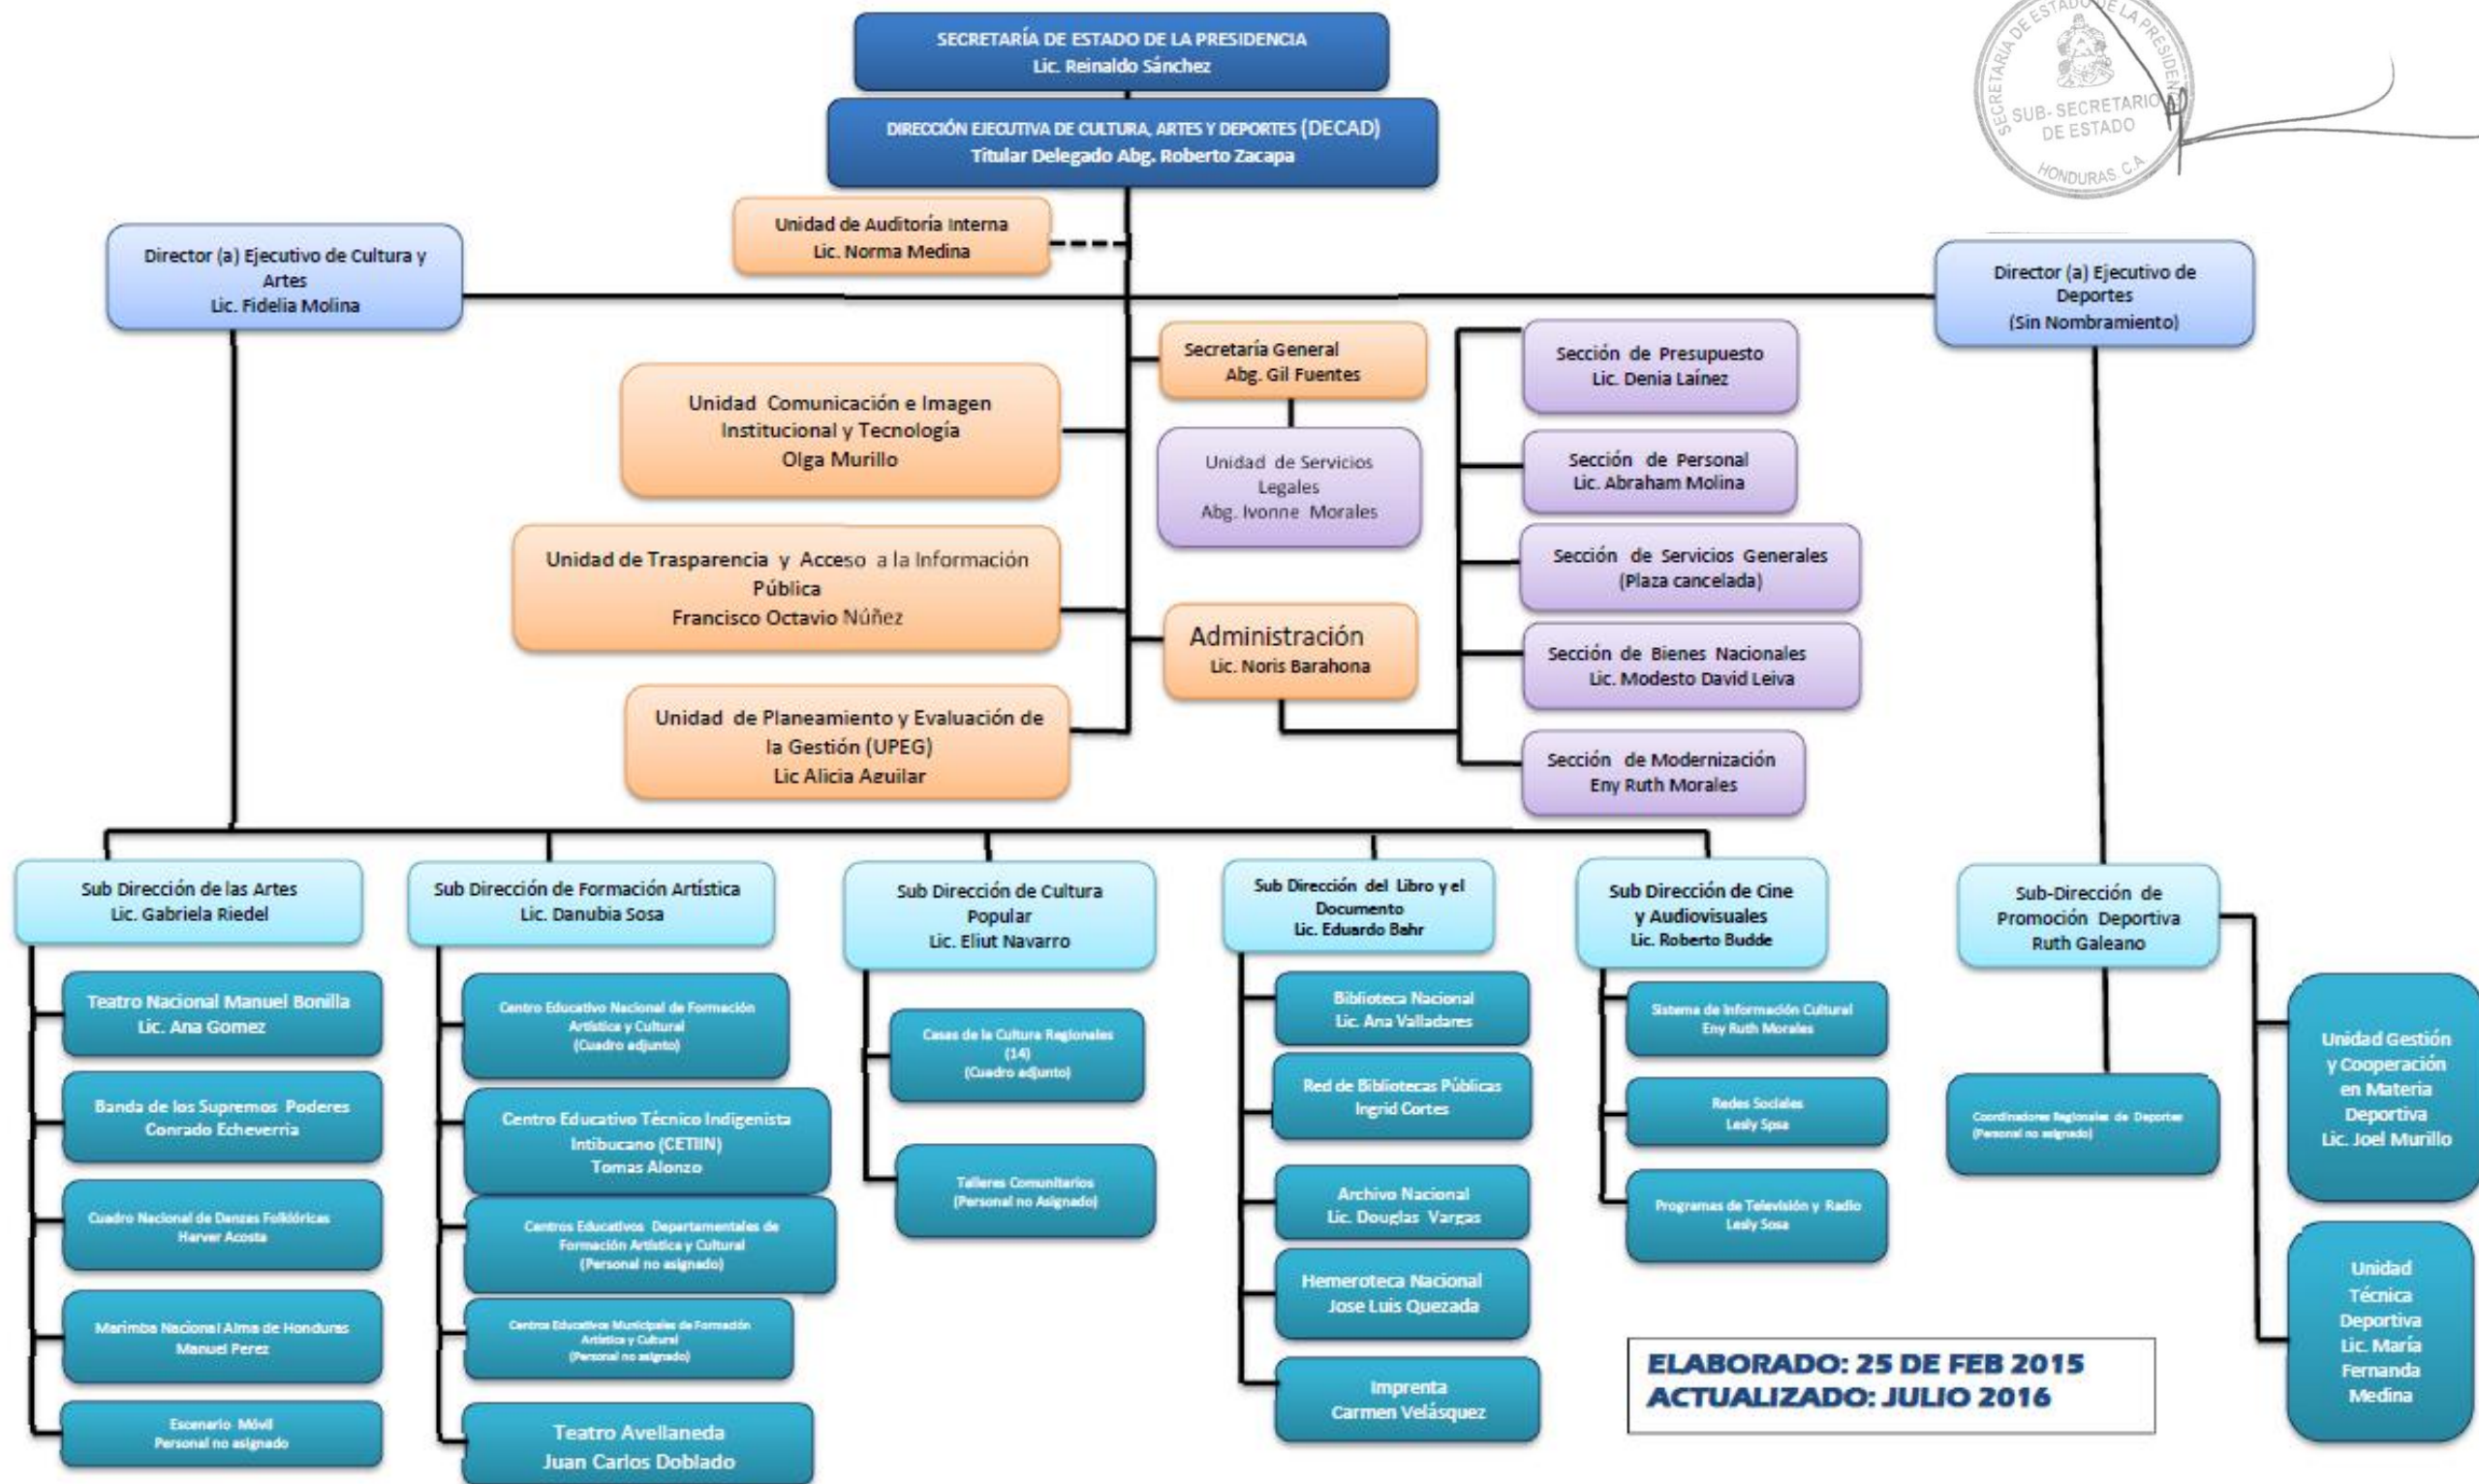 SECRETARÍA DE ESTADO DE LA PRESIDENCIA
Lic. Reinaldo Sánchez
SECRETARÍA DE ESTADO DE LA PRESIDEN
SUB-SECRETARIO
DE ESTADO
HONDURAS. C.A
DIRECCIÓN EJECUTIVA DE CULTURA, ARTES Y DEPORTES (DECAD)
Titular Delegado Abg. Roberto Zacapa
Unidad de Auditoría Interna
Lic. Norma Medina
Director (a) Ejecutivo de Cultura y
Artes
Lic. Fidelia Molina
Director (a) Ejecutivo de
Deportes
(Sin Nombramiento)
Secretaría General
Abg. Gil Fuentes
Unidad de Servicios
Legales
Abg. Ivonne Morales
Unidad Comunicación e Imagen
Institucional y Tecnología
Olga Murillo
Unidad de Trasparencia y Acceso a la Información
Pública
Francisco Octavio Núñez
Administración
Lic. Noris Barahona
Unidad de Planeamiento y Evaluación de
la Gestión (UPEG)
Lic Alicia Aguilar
Sección de Presupuesto
Lic. Denia Laínez
Sección de Personal
Lic. Abraham Molina
Sección de Servicios Generales
(Plaza cancelada)
Sección de Bienes Nacionales
Lic. Modesto David Leiva
Sección de Modernización
Eny Ruth Morales
Sub Dirección de las Artes
Lic. Gabriela Riedel
Teatro Nacional Manuel Bonilla
Lic. Ana Gomez
Banda de los Supremos Poderes
Conrado Echeverria
Cuadro Nacional de Danzas Folklóricas
Harver Acosta
Marimba Nacional Alma de Honduras
Manuel Perez
Escenario Móvil
Personal no asignado
Sub Dirección de Formación Artística
Lic. Danubia Sosa
Centro Educativo Nacional de Formación
Artística y Cultural
(Cuadro adjunto)
Centro Educativo Técnico Indigenista
Intibucano (CETIIN)
Tomas Alonzo
Centros Educativos Departamentales de
Formación Artística y Cultural
(Personal no asignado)
Centros Educativos Municipales de Formación
Artística y Cultural
(Personal no asignado)
Teatro Avellaneda
Juan Carlos Doblado
Sub Dirección de Cultura
Popular
Lic. Eliut Navarro
Casas de la Cultura Regionales
(14)
(Cuadro adjunto)
Talleres Comunitarios
(Personal no Asignado)
Sub Dirección del Libro y el
Documento
Lic. Eduardo Bahr
Biblioteca Nacional
Lic. Ana Valladares
Red de Bibliotecas Públicas
Ingrid Cortes
Archivo Nacional
Lic. Douglas Vargas
Hemeroteca Nacional
Jose Luis Quezada
Imprenta
Carmen Velásquez
Sub Dirección de Cine
y Audiovisuales
Lic. Roberto Budde
Sistema de Información Cultural
Eny Ruth Morales
Redes Sociales
Lesly Spsa
Programas de Televisión y Radio
Lesly Sosa
Sub-Dirección de
Promoción Deportiva
Ruth Galeano
Coordinadores Regionales de Deportes
(Personal no asignado)
Unidad Gestión
y Cooperación
en Materia
Deportiva
Lic. Joel Murillo
Unidad
Técnica
Deportiva
Lic. María
Fernanda
Medina
ELABORADO: 25 DE FEB 2015
ACTUALIZADO: JULIO 2016